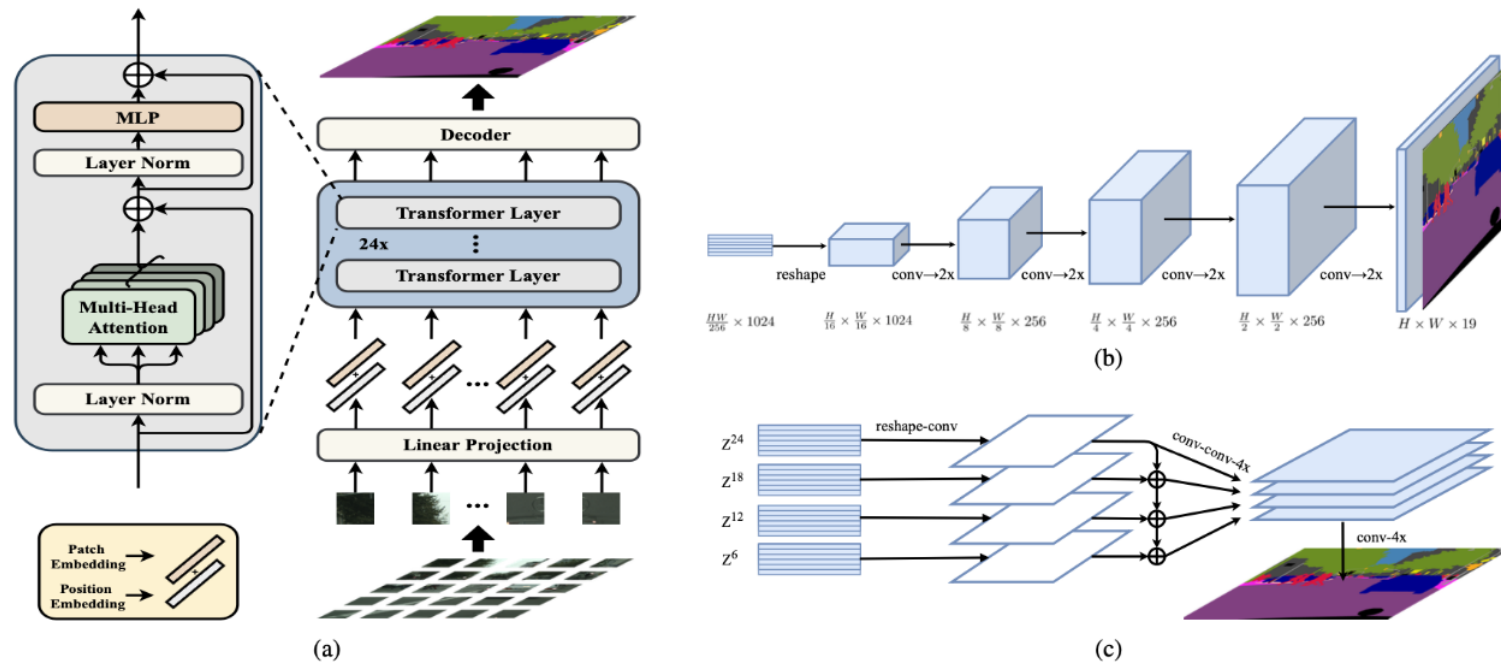 MLP
Layer Norm
Multi-Head
Attention
Layer Norm
Patch
Embedding
Position
Embedding
Decoder
Transformer Layer
24x
Transformer Layer
Linear Projection
(a)
reshape
conv→2x
conv→2x
conv→2x
conv→2x
HW/256 × 1024
H/16 × W/16 × 1024
H/8 × W/8 × 256
H/4 × W/4 × 256
H/2 × W/2 × 256
H × W × 19
(b)
Z^24
reshape-conv
conv-conv-4x
Z^18
Z^12
Z^6
conv-4x
(c)